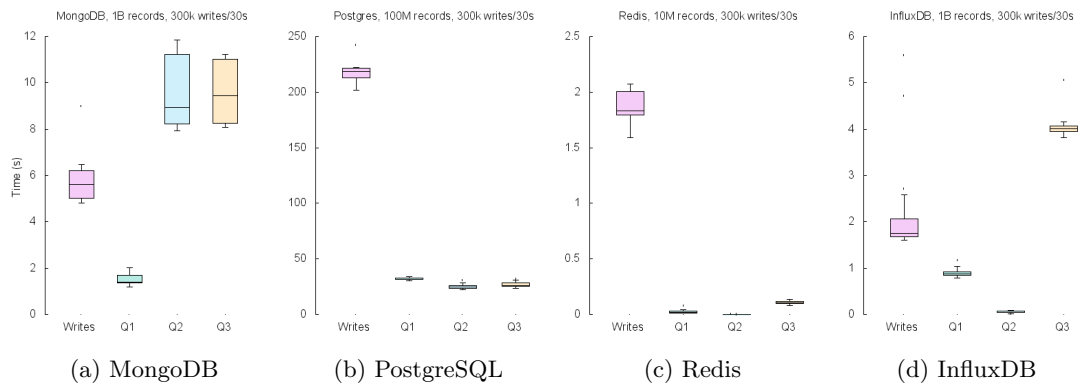 MongoDB, 1B records, 300k writes/30s
Time (s)
12
10
8
6
4
2
0
Writes Q1 Q2 Q3
(a) MongoDB
Postgres, 100M records, 300k writes/30s
250
200
150
100
50
0
Writes Q1 Q2 Q3
(b) PostgreSQL
Redis, 10M records, 300k writes/30s
2.5
2
1.5
1
0.5
0
Writes Q1 Q2 Q3
(c) Redis
InfluxDB, 1B records, 300k writes/30s
6
5
4
3
2
1
0
Writes Q1 Q2 Q3
(d) InfluxDB